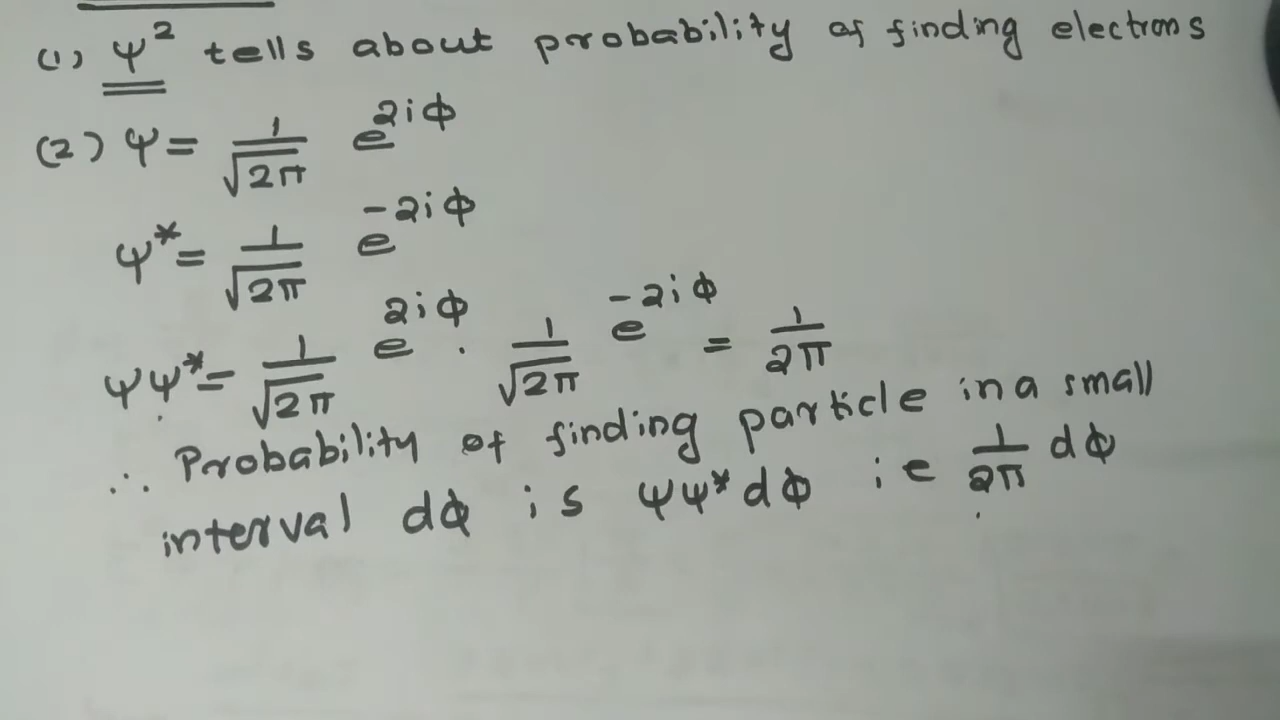 (1) ψ² tells about probability of finding electrons
(2) ψ = 1/√2π e^2iϕ
ψ* = 1/√2π e^-2iϕ
ψψ* = 1/√2π e^2iϕ . 1/√2π e^-2iϕ = 1/2π
∴ Probability of finding particle in a small
interval dϕ is ψψ* dϕ ie 1/2π dϕ